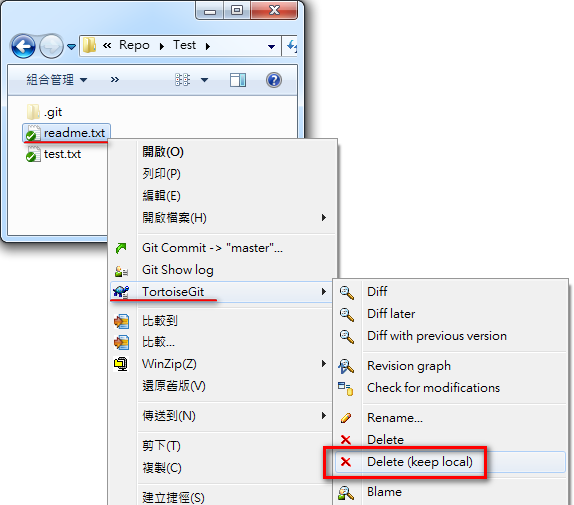 « Repo ▸ Test ▸
組合管理 ▼ »
.git
readme.txt
test.txt
開啟(O)
列印(P)
編輯(E)
開啟檔案(H)
Git Commit -> "master"...
Git Show log
TortoiseGit
比較到
比較...
WinZip(Z)
還原舊版(V)
傳送到(N)
剪下(T)
複製(C)
建立捷徑(S)
Diff
Diff later
Diff with previous version
Revision graph
Check for modifications
Rename...
Delete
Delete (keep local)
Blame